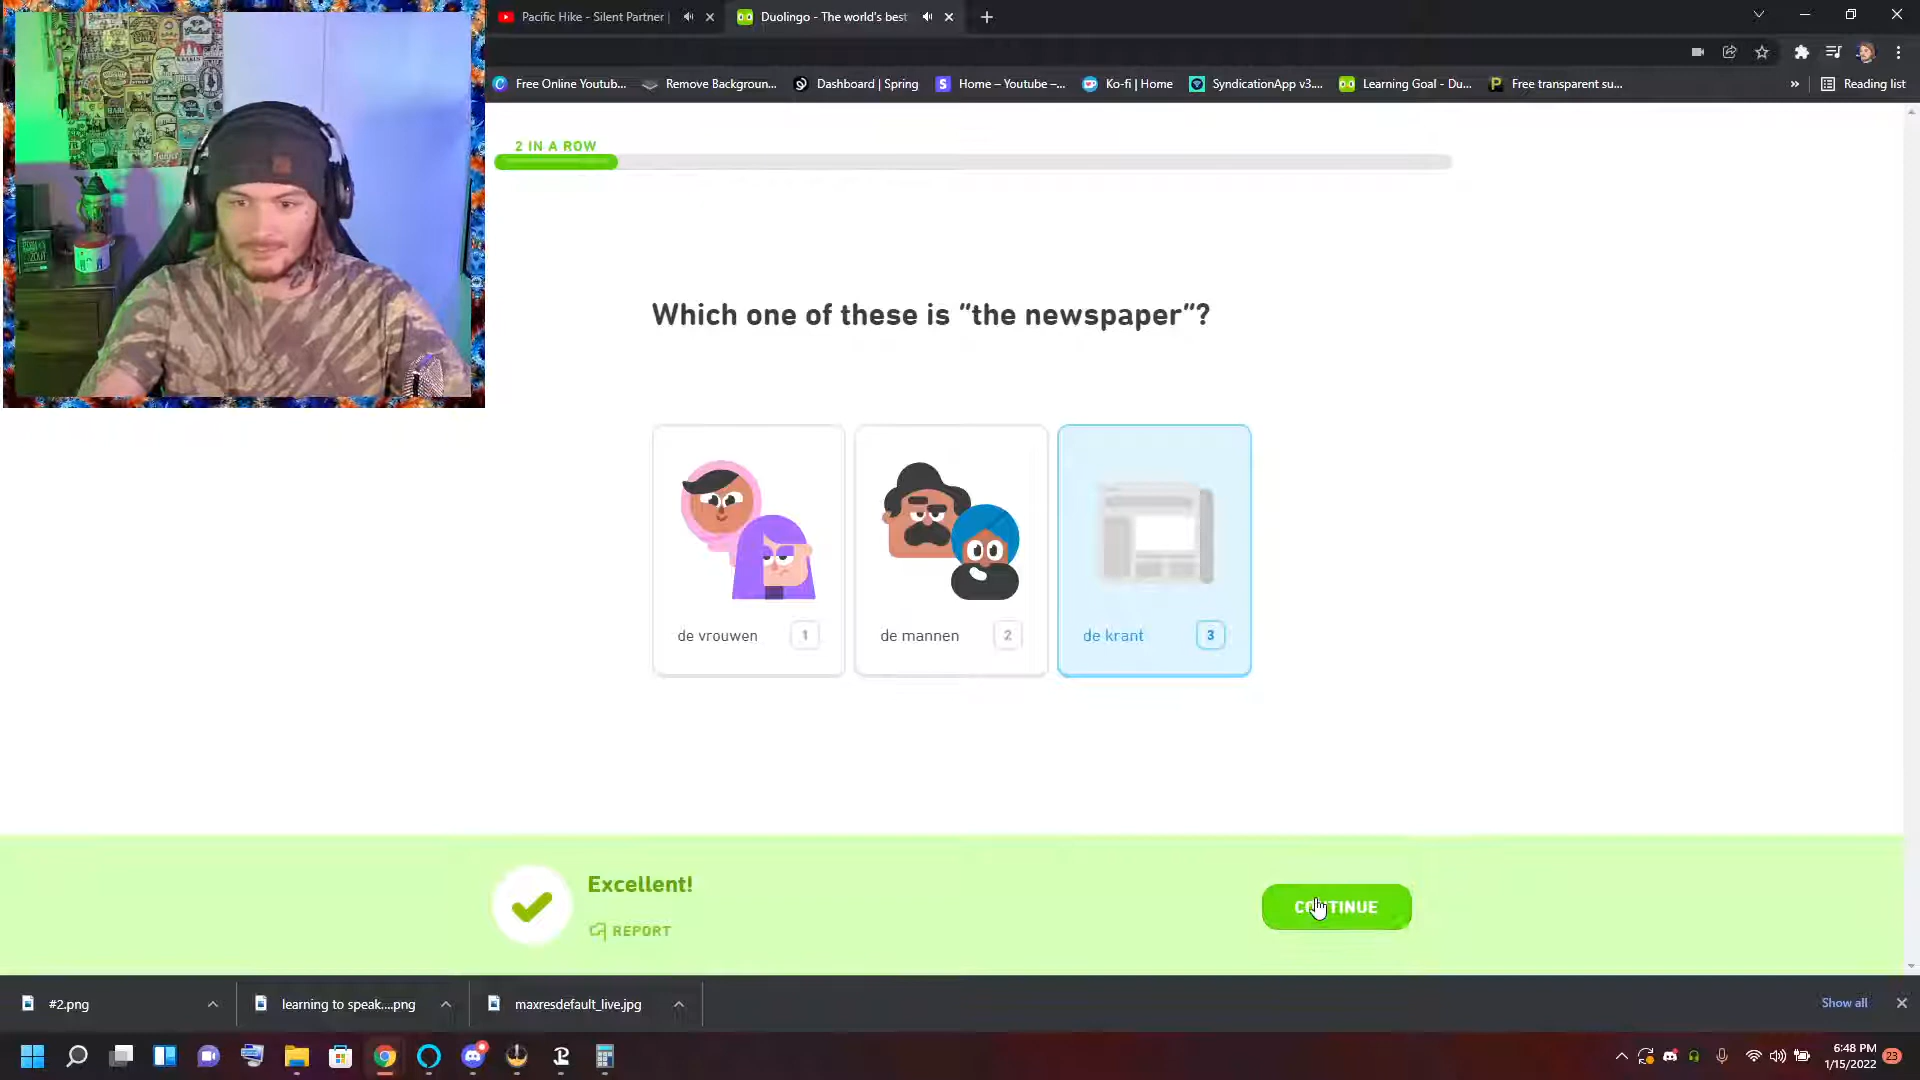 Pacific Hike - Silent Partner
Duolingo - The world's best
Free Online Youtub...
Remove Backgroun...
Dashboard | Spring
Home – Youtube –...
Ko-fi | Home
SyndicationApp v3....
Learning Goal - Du...
Free transparent su...
»
Reading list
2 IN A ROW
Which one of these is “the newspaper”?
de vrouwen 1
de mannen 2
de krant 3
Excellent!
REPORT
CONTINUE
#2.png
learning to speak....png
maxresdefault_live.jpg
Show all
6:48 PM
1/15/2022
23